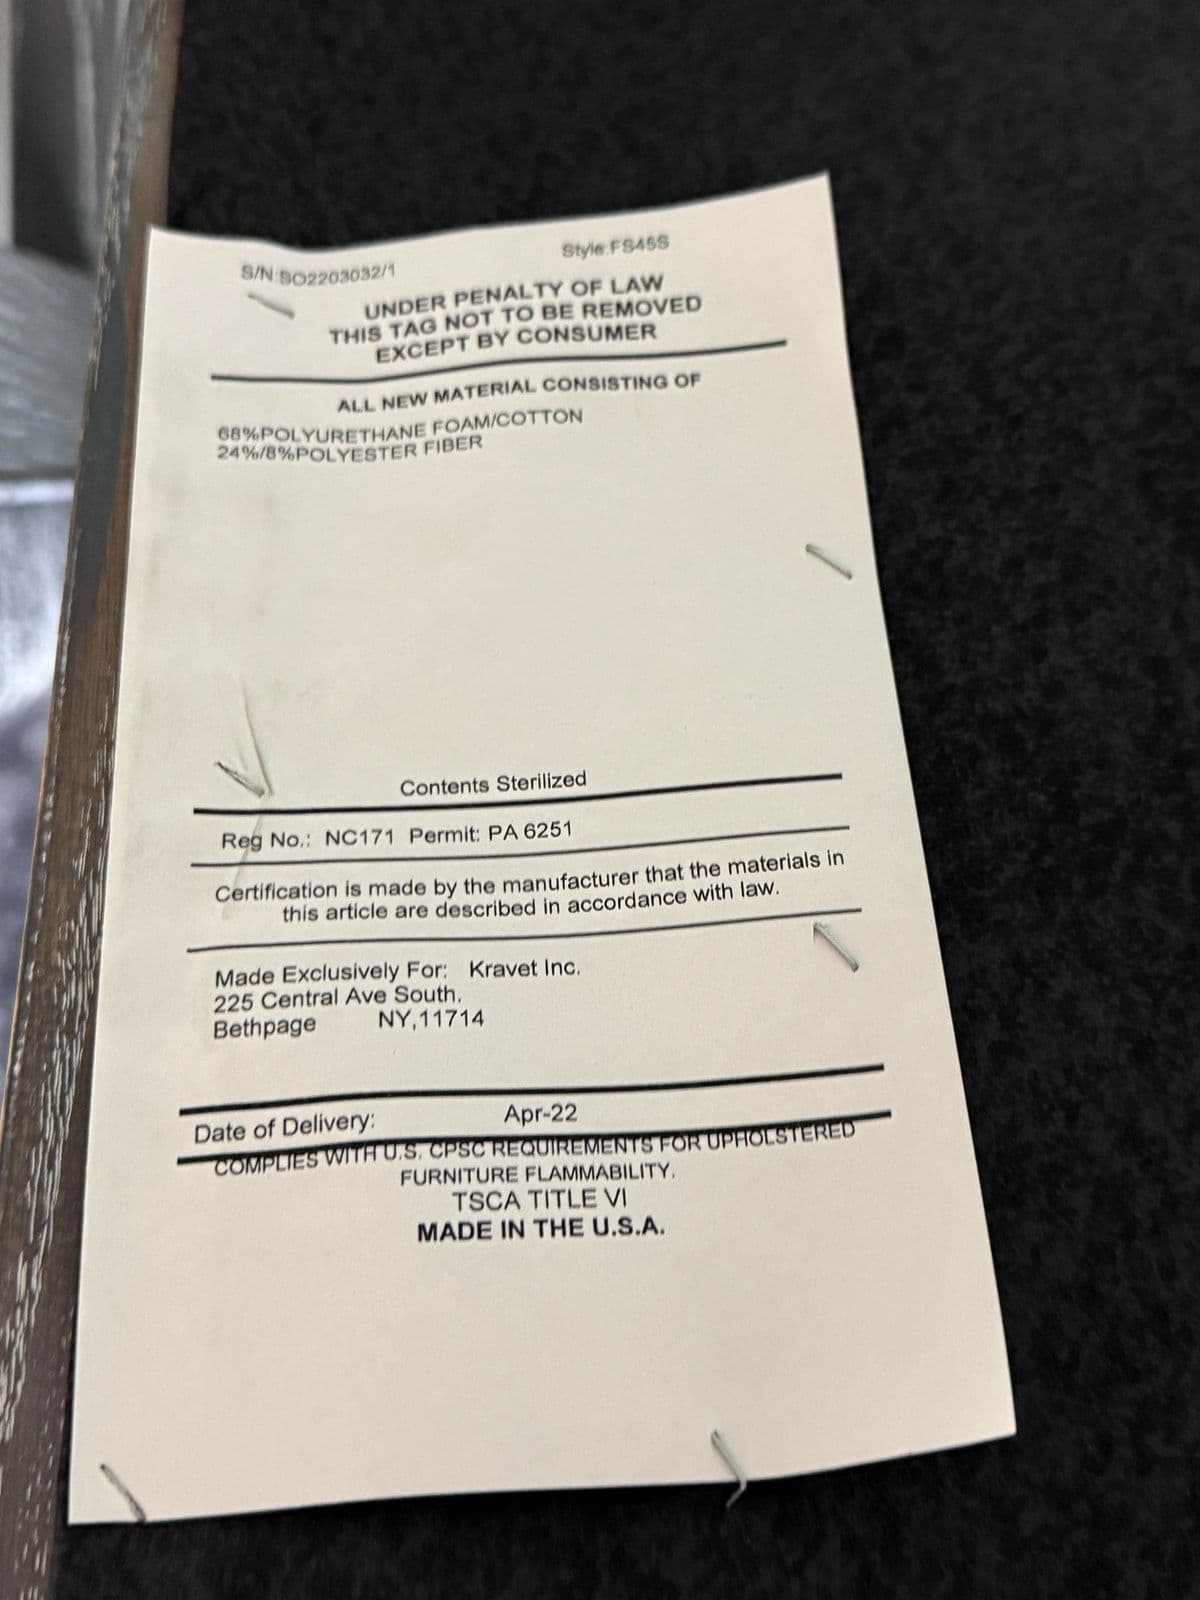 S/N:SO2203032/1 Style:FS45S
UNDER PENALTY OF LAW
THIS TAG NOT TO BE REMOVED
EXCEPT BY CONSUMER
ALL NEW MATERIAL CONSISTING OF
68%POLYURETHANE FOAM/COTTON
24%/8%POLYESTER FIBER
Contents Sterilized
Reg No.: NC171 Permit: PA 6251
Certification is made by the manufacturer that the materials in
this article are described in accordance with law.
Made Exclusively For: Kravet Inc.
225 Central Ave South.
Bethpage NY,11714
Date of Delivery: Apr-22
COMPLIES WITH U.S. CPSC REQUIREMENTS FOR UPHOLSTERED
FURNITURE FLAMMABILITY.
TSCA TITLE VI
MADE IN THE U.S.A.